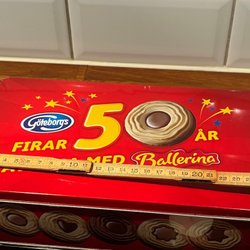 Göteborgs
50 ÅR
FIRAR
MED Ballerina